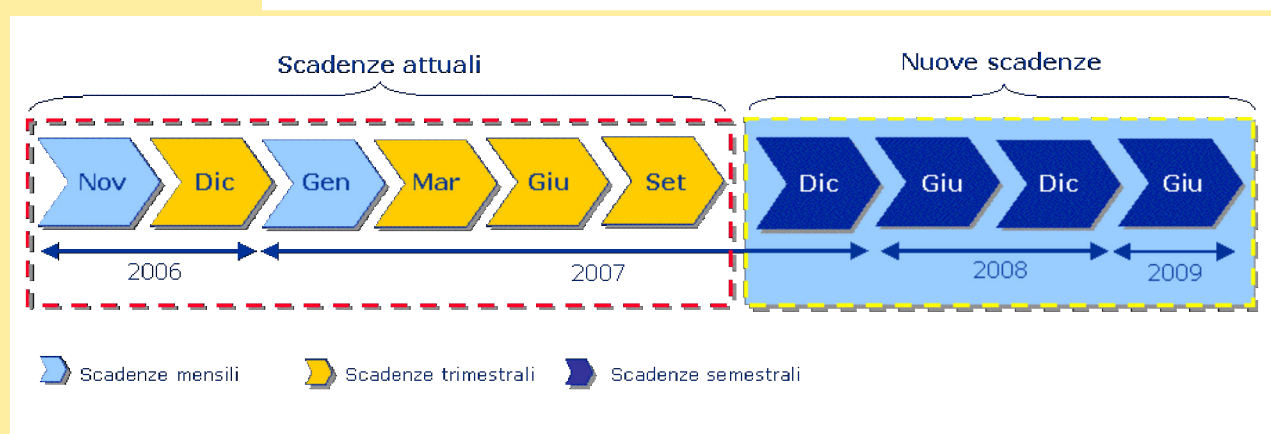 Scadenze attuali
Nuove scadenze
Nov Dic Gen Mar Giu Set Dic Giu Dic Giu
2006 2007 2008 2009
Scadenze mensili Scadenze trimestrali Scadenze semestrali